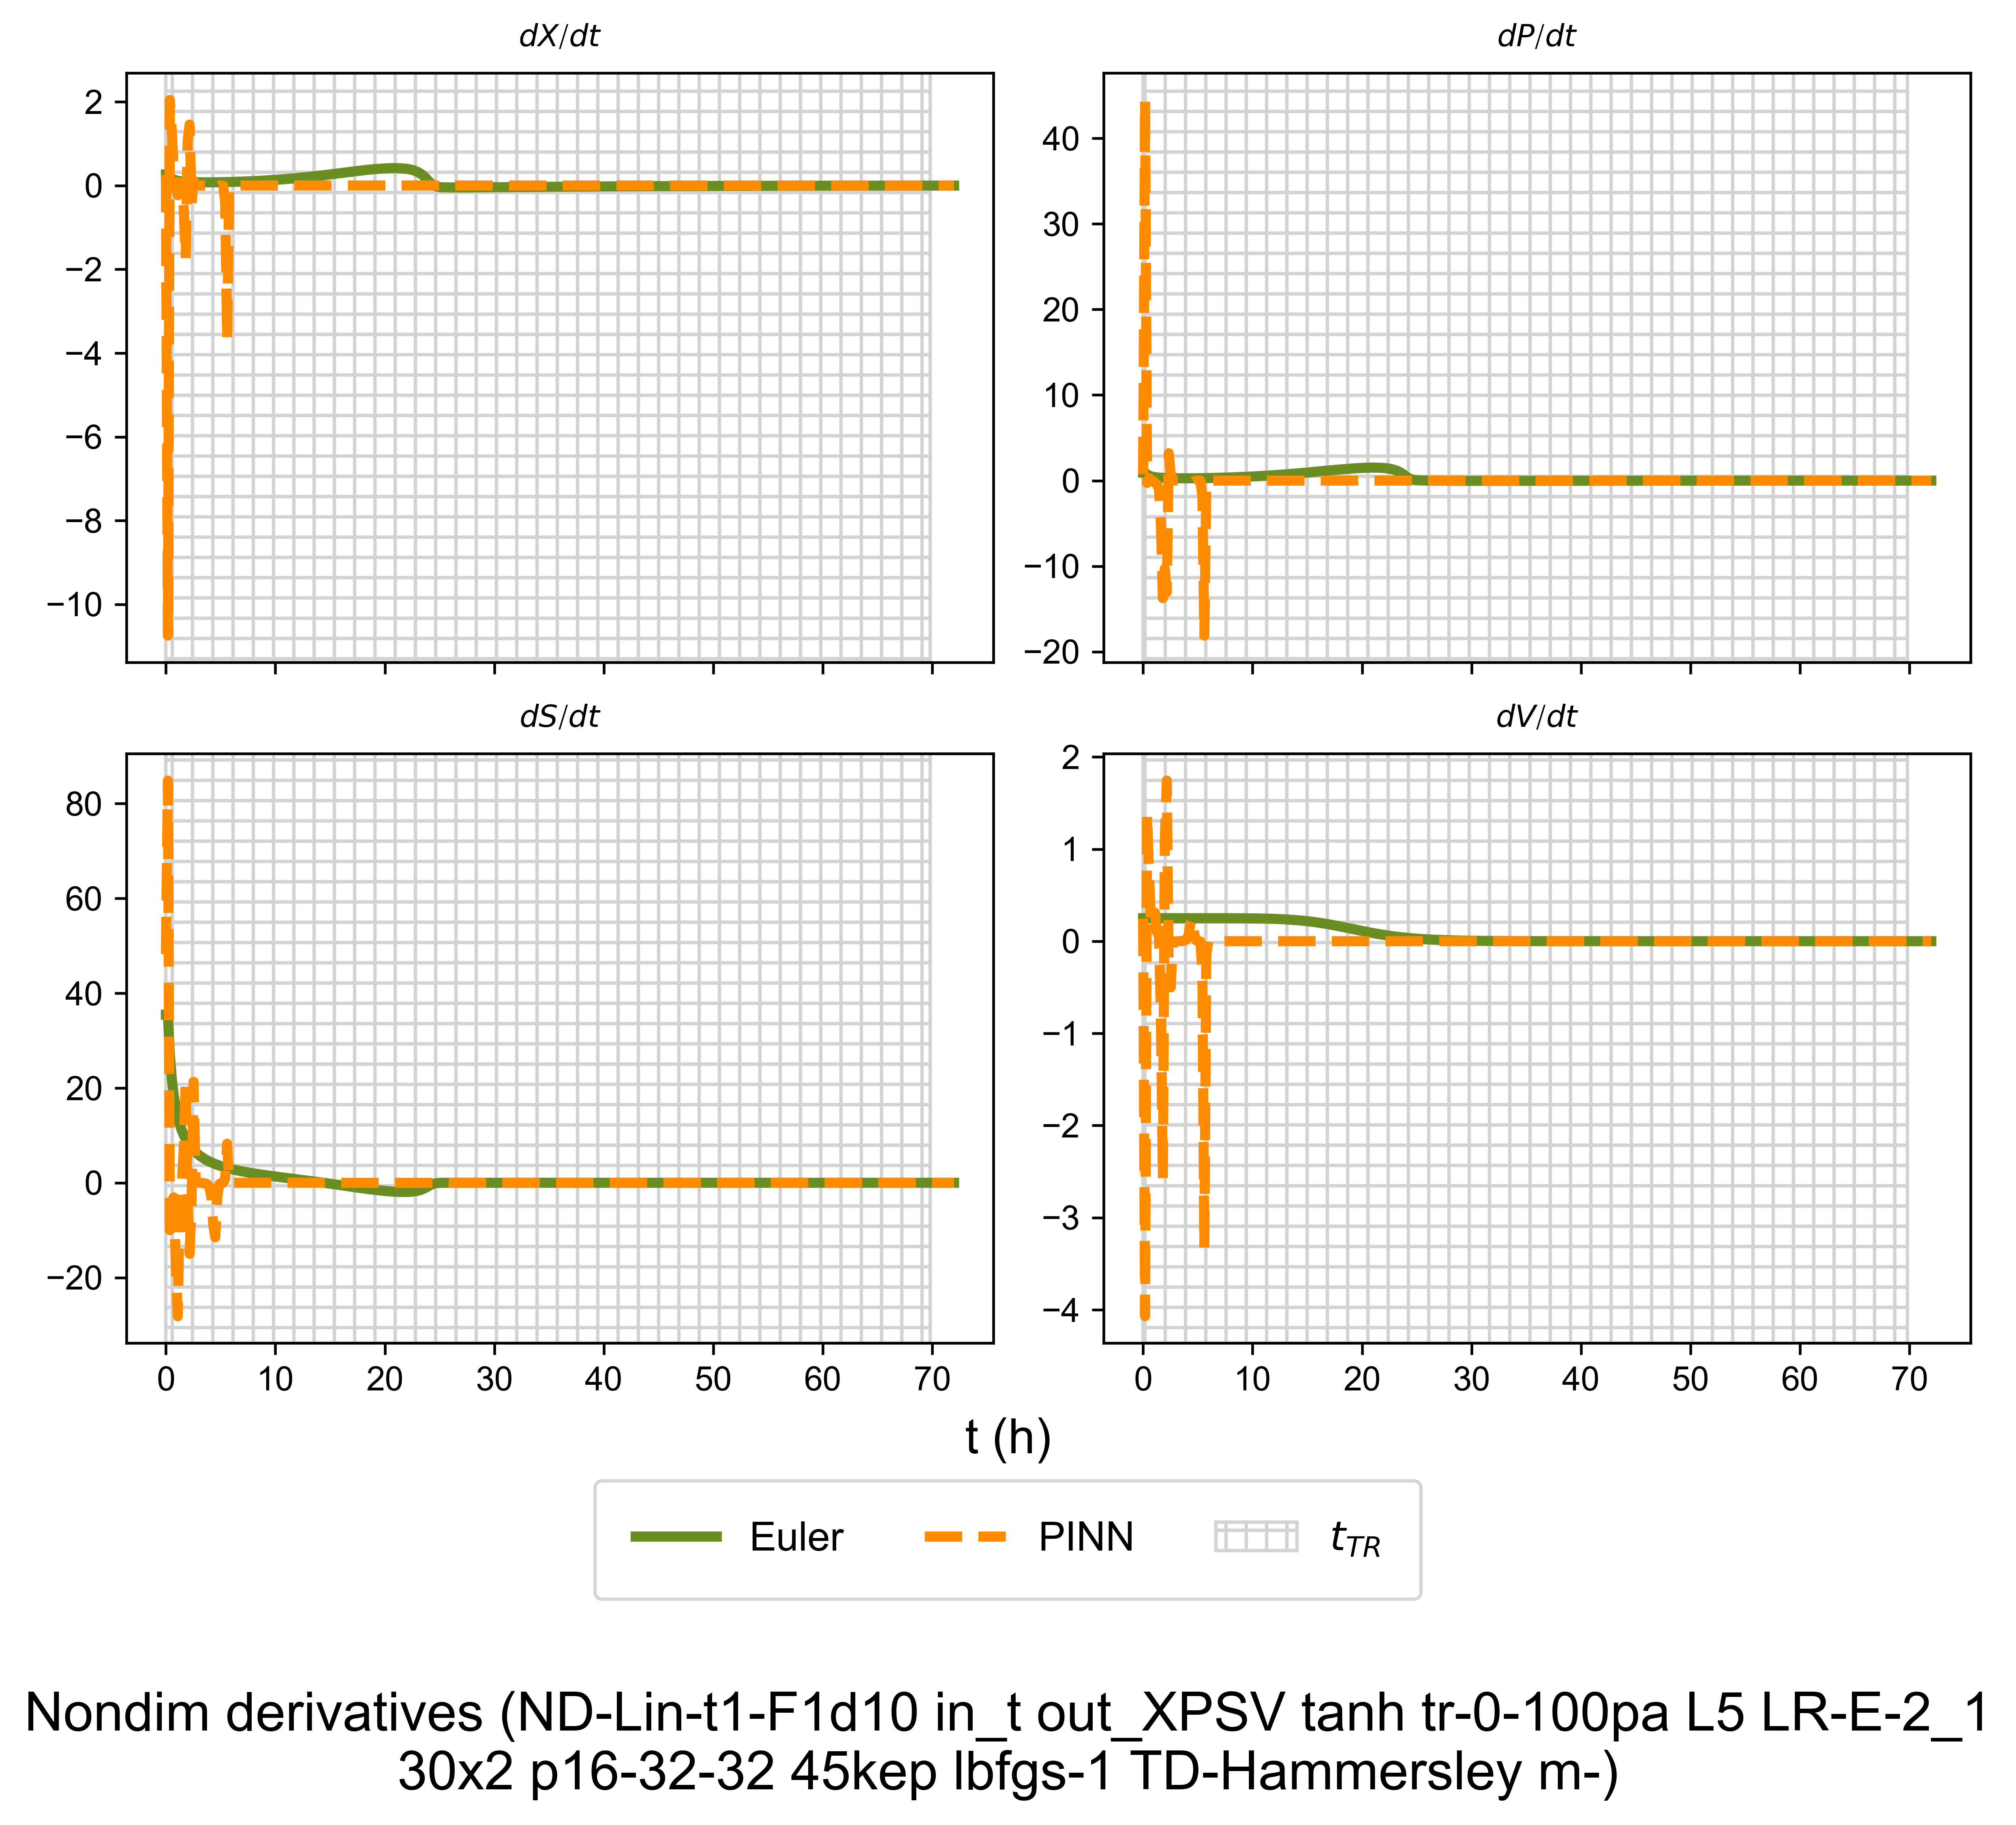 dX/dt
dP/dt
2
0
−2
−4
−6
−8
−10
40
30
20
10
0
−10
−20
dS/dt
dV/dt
80
60
40
20
0
−20
2
1
0
−1
−2
−3
−4
0 10 20 30 40 50 60 70
0 10 20 30 40 50 60 70
t (h)
Euler PINN t_TR
Nondim derivatives (ND-Lin-t1-F1d10 in_t out_XPSV tanh tr-0-100pa L5 LR-E-2_1
30x2 p16-32-32 45kep lbfgs-1 TD-Hammersley m-)